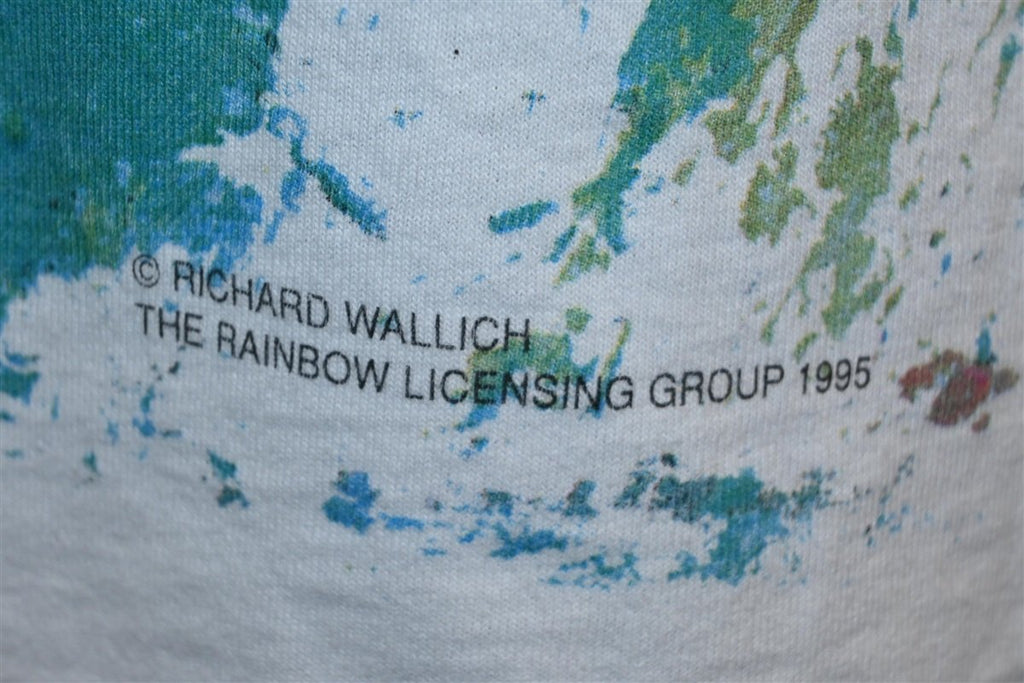 © RICHARD WALLICH
THE RAINBOW LICENSING GROUP 1995